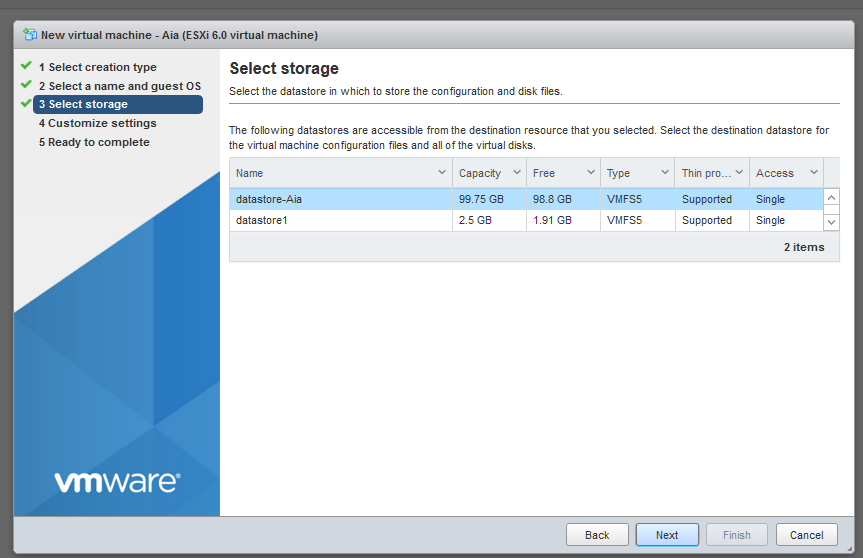 New virtual machine - Aia (ESXi 6.0 virtual machine)
1 Select creation type
2 Select a name and guest OS
3 Select storage
4 Customize settings
5 Ready to complete
Select storage
Select the datastore in which to store the configuration and disk files.
The following datastores are accessible from the destination resource that you selected. Select the destination datastore for
the virtual machine configuration files and all of the virtual disks.
Name Capacity Free Type Thin pro... Access
datastore-Aia 99.75 GB 98.8 GB VMFS5 Supported Single
datastore1 2.5 GB 1.91 GB VMFS5 Supported Single
2 items
vmware®
Back Next Finish Cancel